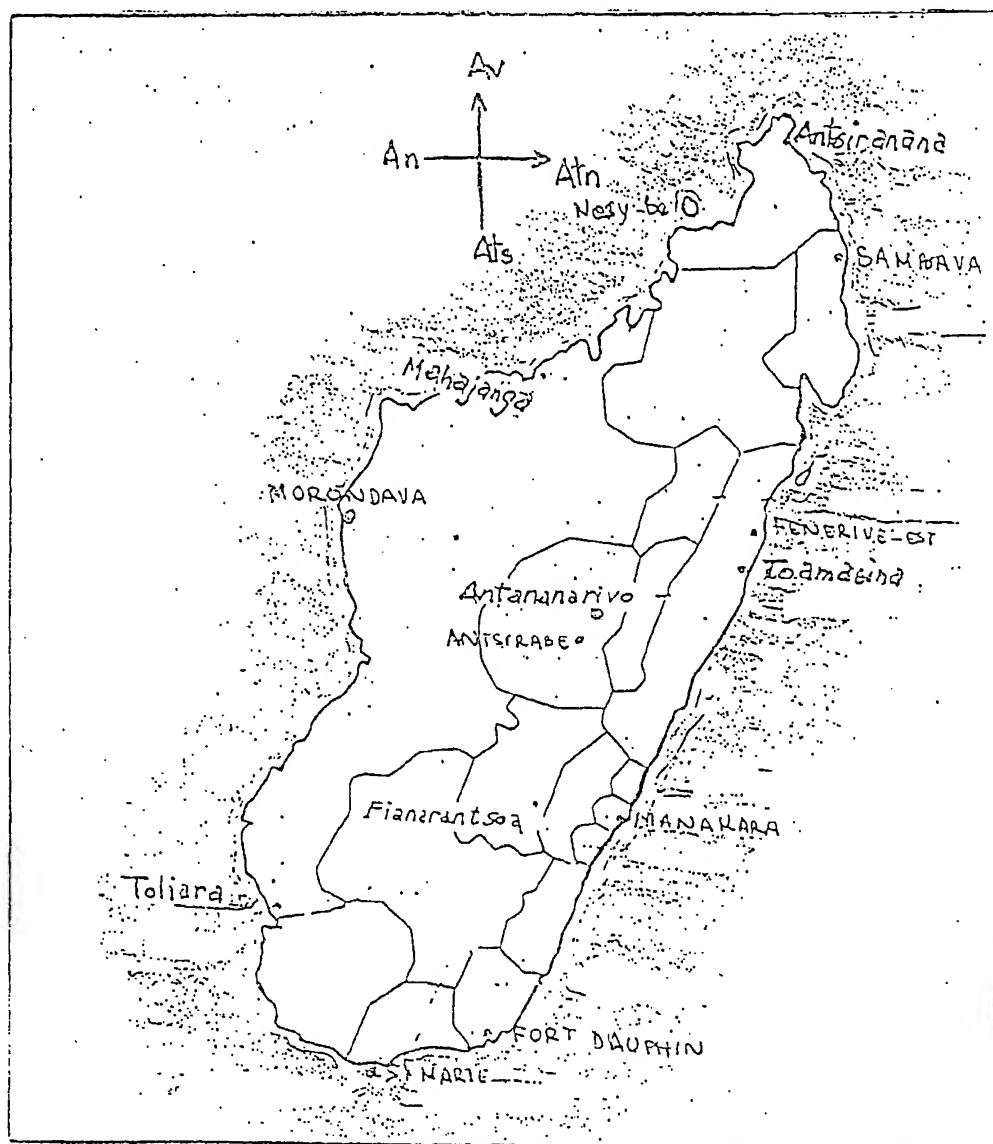 Av
Antsiranana
An
Atn
Nosy-be
Ats
SAMBAVA
Mahajanga
MORONDAVA
FENERIVE-EST
Toamasina
Antananarivo
ANTSIRABE
Fianarantsoa
MANAKARA
Toliara
FORT DAUPHIN